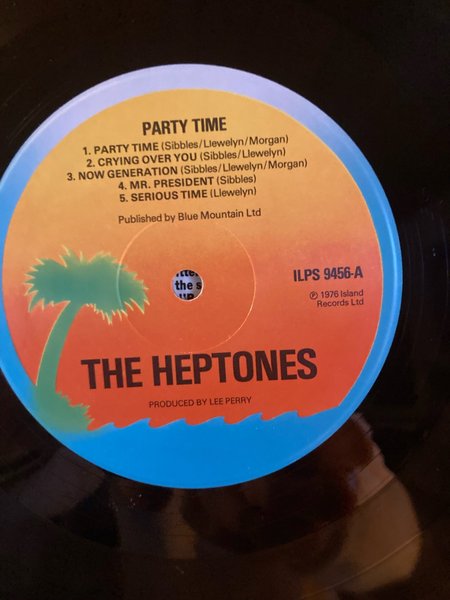 PARTY TIME
1. PARTY TIME (Sibbles/Llewelyn/Morgan)
2. CRYING OVER YOU (Sibbles/Llewelyn)
3. NOW GENERATION (Sibbles/Llewelyn/Morgan)
4. MR. PRESIDENT (Sibbles)
5. SERIOUS TIME (Llewelyn)
Published by Blue Mountain Ltd
the s
ILPS 9456-A
℗ 1976 Island
Records Ltd
THE HEPTONES
PRODUCED BY LEE PERRY